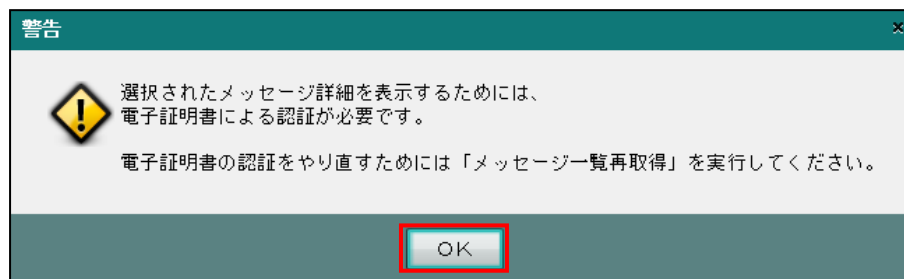 警告
選択されたメッセージ詳細を表示するためには、
電子証明書による認証が必要です。
電子証明書の認証をやり直すためには「メッセージ一覧再取得」を実行してください。
OK